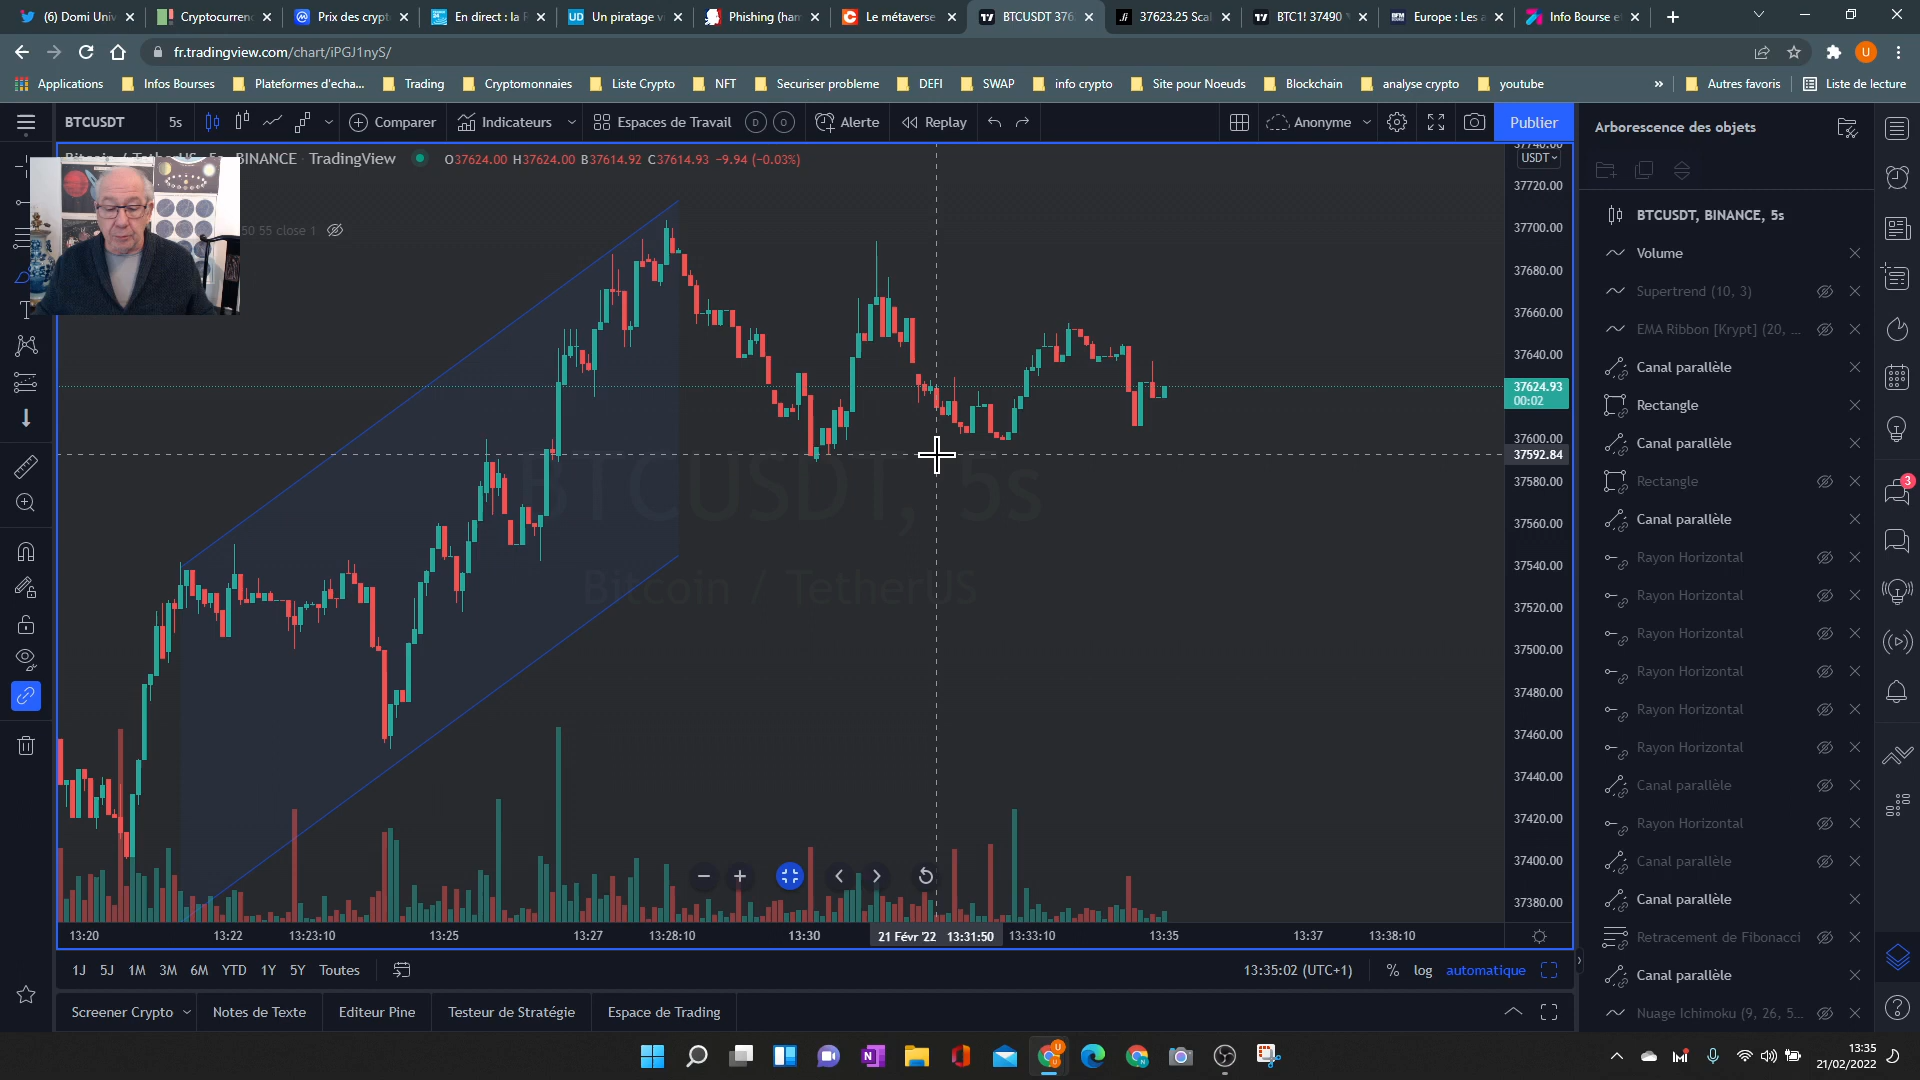 (6) Domi Univ
Cryptocurrenc
Prix des crypt
En direct : la F
Un piratage vi
Phishing (ham
Le métaverse
BTCUSDT 376
37623.25 Scal
BTC1! 37490
Europe : Les a
Info Bourse e
fr.tradingview.com/chart/iPGJ1nyS/
Applications
Infos Bourses
Plateformes d'echa...
Trading
Cryptomonnaies
Liste Crypto
NFT
Securiser probleme
DEFI
SWAP
info crypto
Site pour Noeuds
Blockchain
analyse crypto
youtube
»
Autres favoris
Liste de lecture
BTCUSDT
5s
Comparer
Indicateurs
Espaces de Travail
D
O
Alerte
Replay
Anonyme
Publier
BINANCE TradingView
O37624.00 H37624.00 B37614.92 C37614.93 -9.94 (-0.03%)
50 55 close 1
BTCUSDT, 5s
Bitcoin / TetherUS
USDT
37720.00
37700.00
37680.00
37660.00
37640.00
37624.93
00:02
37600.00
37592.84
37580.00
37560.00
37540.00
37520.00
37500.00
37480.00
37460.00
37440.00
37420.00
37400.00
37380.00
13:20
13:22
13:23:10
13:25
13:27
13:28:10
13:30
21 Févr '22 13:31:50
13:33:10
13:35
13:37
13:38:10
1J
5J
1M
3M
6M
YTD
1Y
5Y
Toutes
13:35:02 (UTC+1)
%
log
automatique
Screener Crypto
Notes de Texte
Editeur Pine
Testeur de Stratégie
Espace de Trading
Arborescence des objets
BTCUSDT, BINANCE, 5s
Volume
Supertrend (10, 3)
EMA Ribbon [Krypt] (20, ...
Canal parallèle
Rectangle
Canal parallèle
Rectangle
Canal parallèle
Rayon Horizontal
Rayon Horizontal
Rayon Horizontal
Rayon Horizontal
Rayon Horizontal
Rayon Horizontal
Canal parallèle
Rayon Horizontal
Canal parallèle
Canal parallèle
Retracement de Fibonacci
Canal parallèle
Nuage Ichimoku (9, 26, 5...
3
13:35
21/02/2022